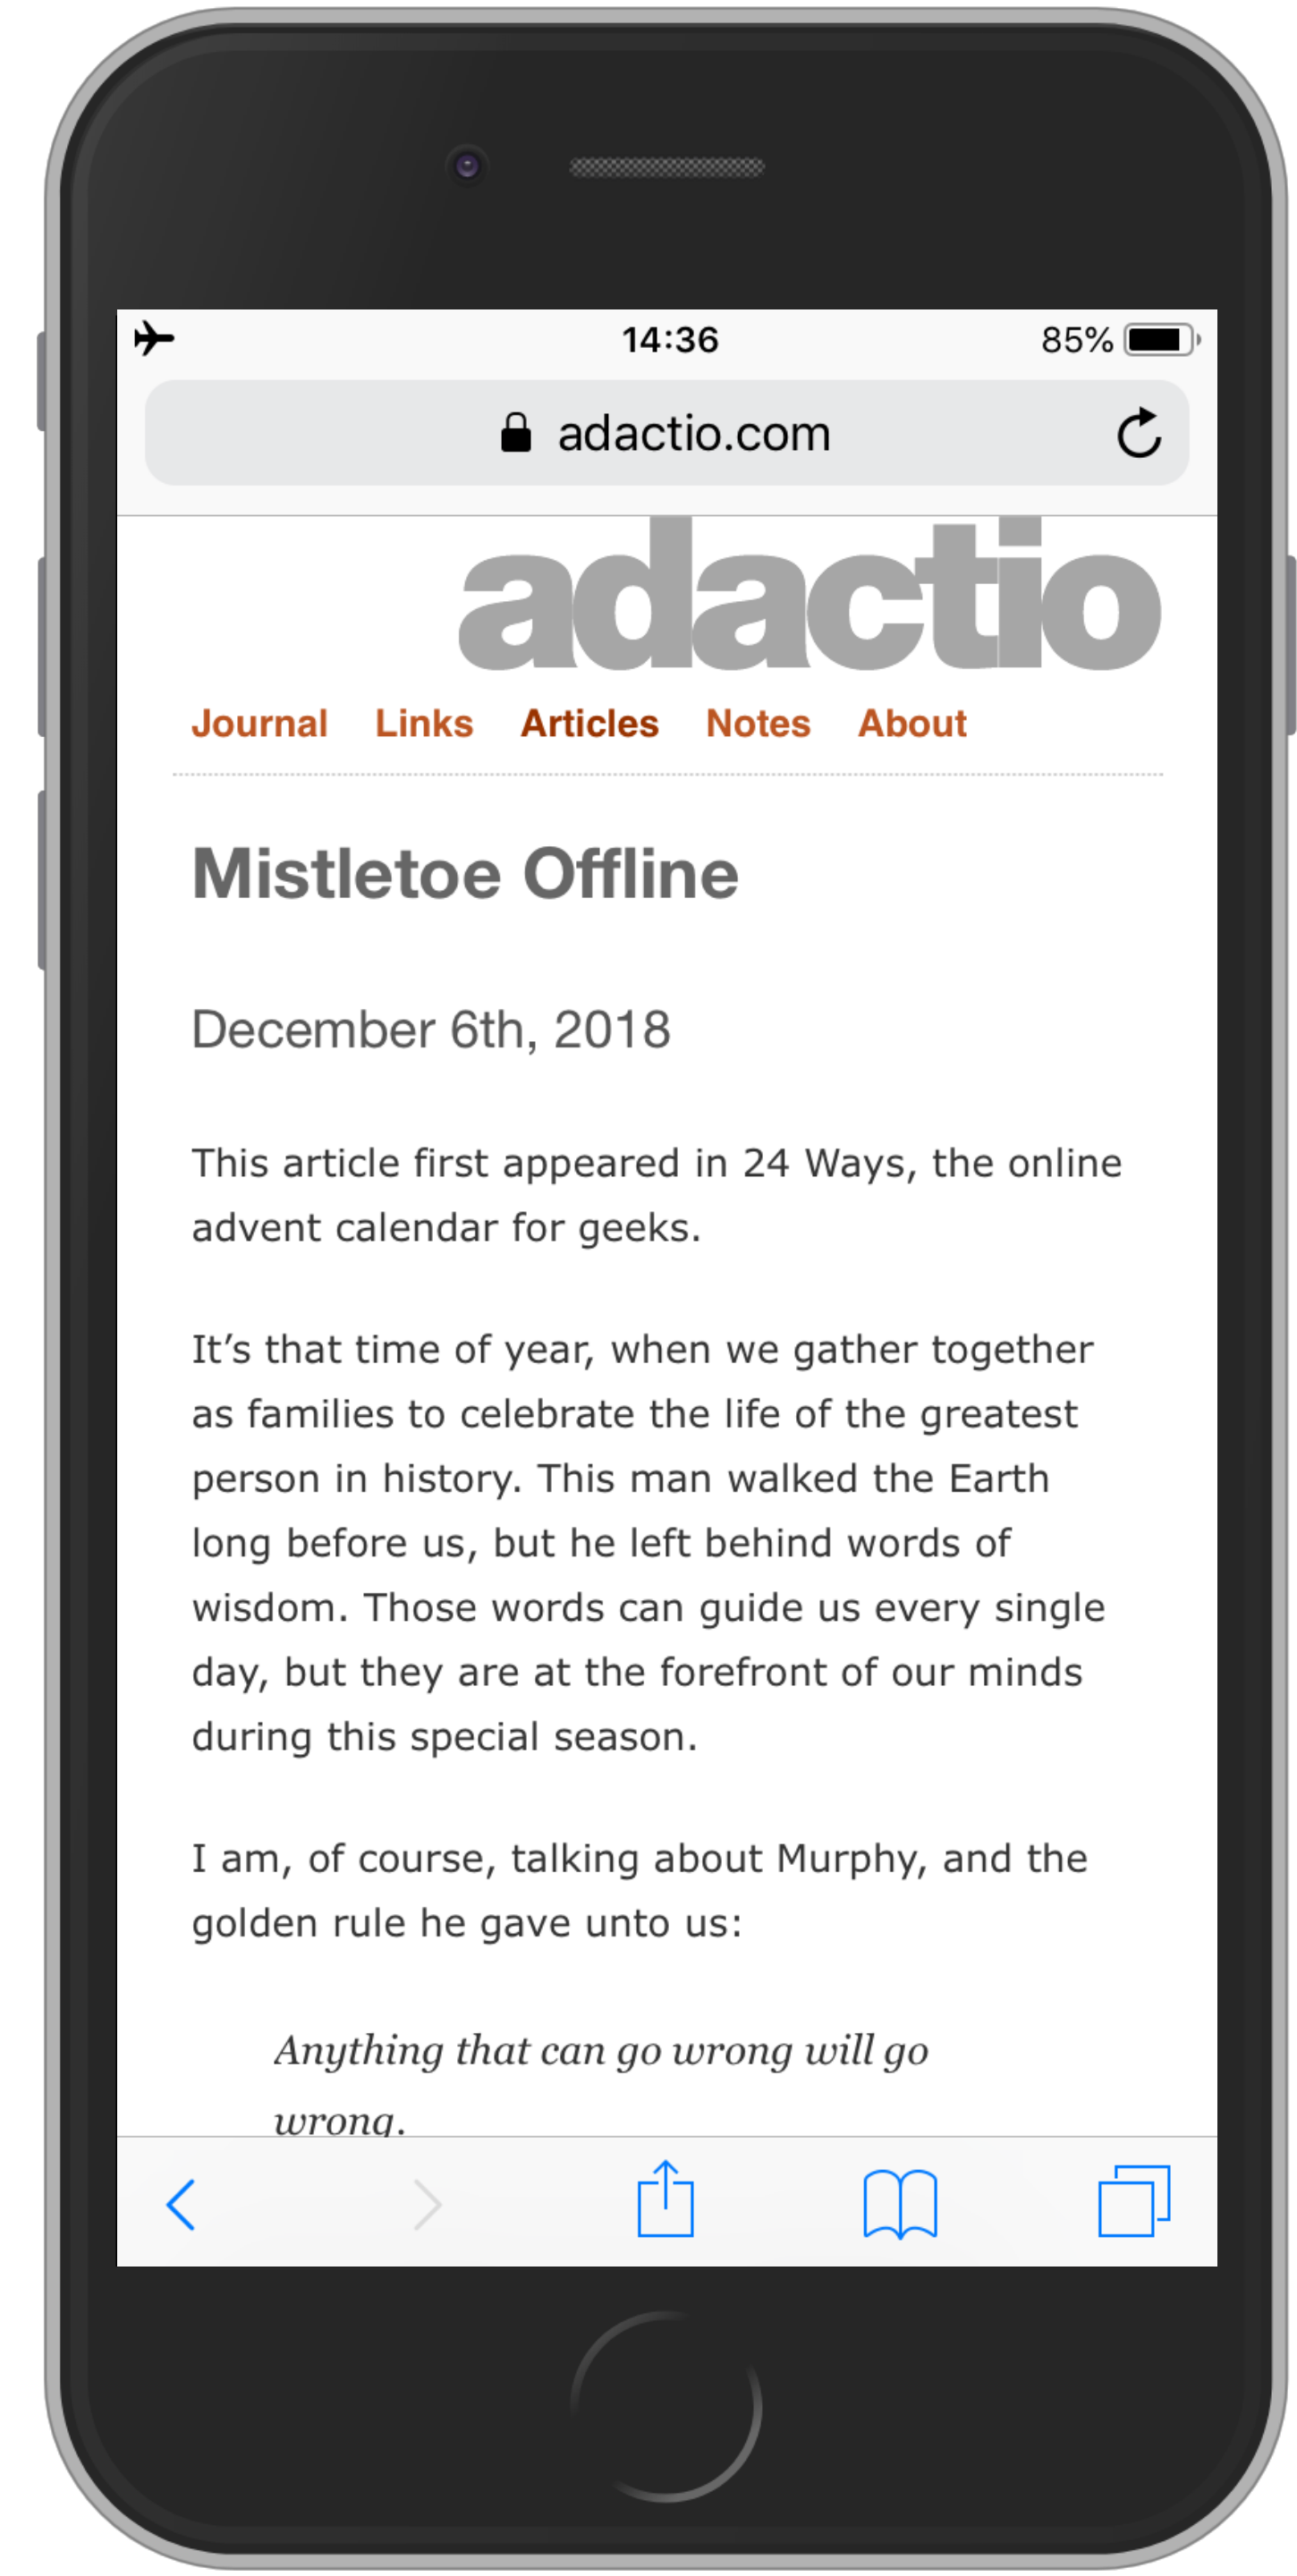 14:36 85%
adactio.com
adactio
Journal Links Articles Notes About
Mistletoe Offline
December 6th, 2018
This article first appeared in 24 Ways, the online
advent calendar for geeks.
It’s that time of year, when we gather together
as families to celebrate the life of the greatest
person in history. This man walked the Earth
long before us, but he left behind words of
wisdom. Those words can guide us every single
day, but they are at the forefront of our minds
during this special season.
I am, of course, talking about Murphy, and the
golden rule he gave unto us:
Anything that can go wrong will go
wrong.